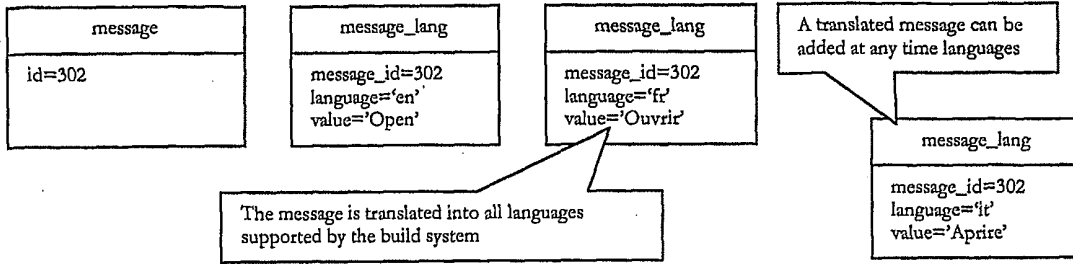 message
id=302
message_lang
message_id=302
language='en'
value='Open'
message_lang
message_id=302
language='fr'
value='Ouvrir'
A translated message can be
added at any time languages
message_lang
message_id=302
language='it'
value='Aprire'
The message is translated into all languages
supported by the build system